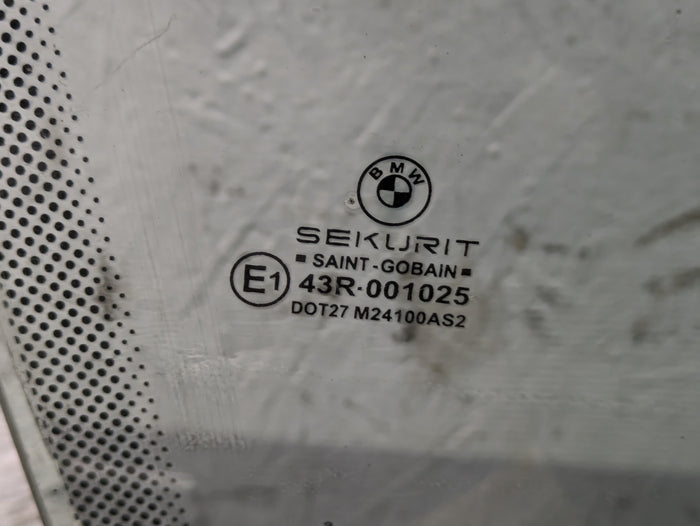 BMW
SEKURIT
SAINT-GOBAIN
E1 43R-001025
DOT27 M24100AS2